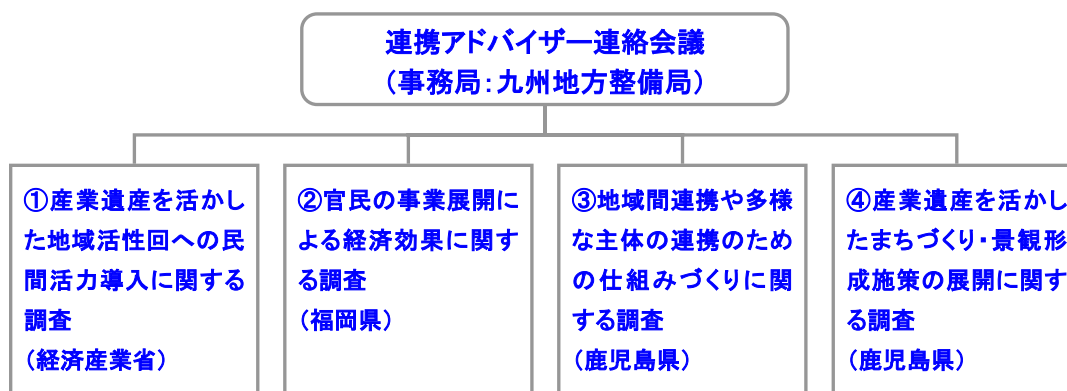 連携アドバイザー連絡会議
（事務局：九州地方整備局）
①産業遺産を活かし
た地域活性回への民
間活力導入に関する
調査
（経済産業省）
②官民の事業展開に
よる経済効果に関す
る調査
（福岡県）
③地域間連携や多様
な主体の連携のため
の仕組みづくりに関
する調査
（鹿児島県）
④産業遺産を活かし
たまちづくり・景観形
成施策の展開に関す
る調査
（鹿児島県）